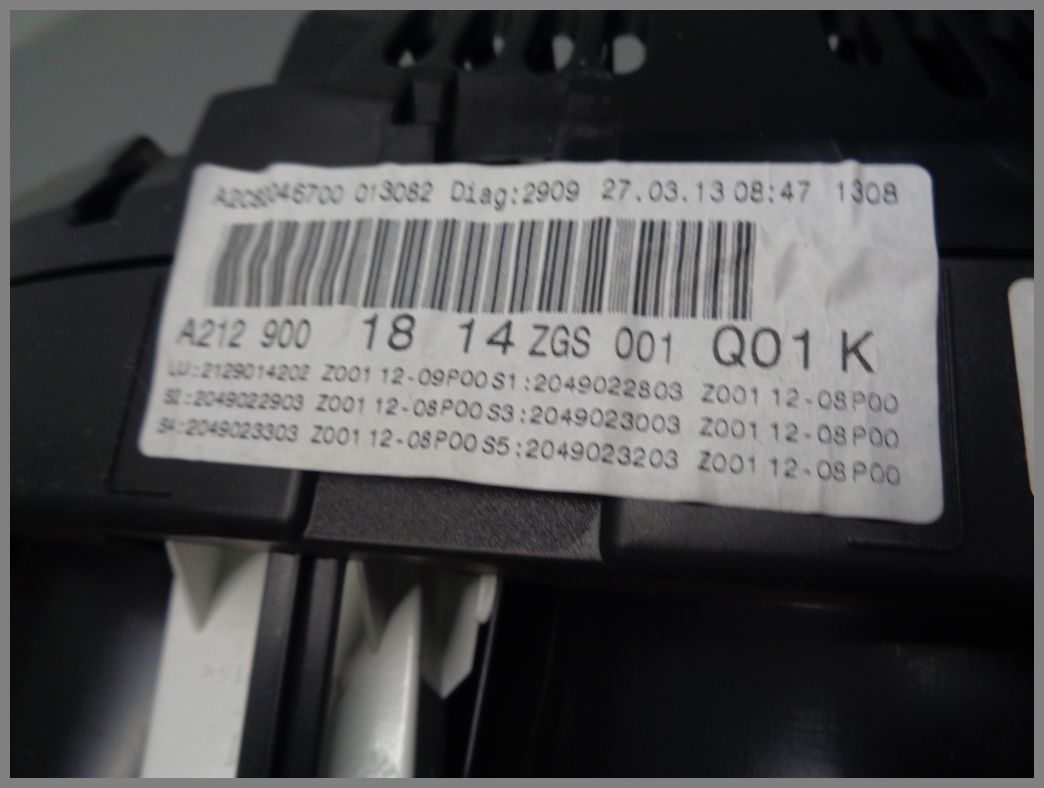 A2C8046700 013082 Diag:2909 27.03.13 08:47 1308
A212 900 18 14 ZGS 001 Q01 K
LU:2129014202 Z001 12-09P00 S1:2049022803 Z001 12-08P00
S2:2049022903 Z001 12-08P00 S3:2049023003 Z001 12-08P00
S4:2049023303 Z001 12-08P00 S5:2049023203 Z001 12-08P00